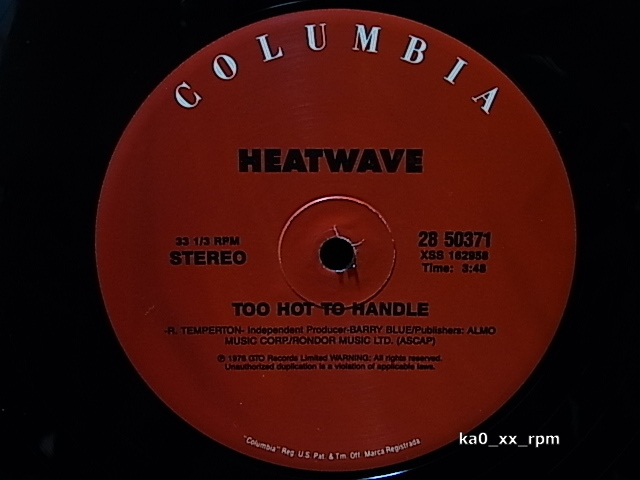 COLUMBIA
HEATWAVE
33 1/3 RPM
STEREO
28 50371
XSS 162958
Time: 3:48
TOO HOT TO HANDLE
-R. TEMPERTON- Independent Producer-BARRY BLUE/Publishers: ALMO
MUSIC CORP./RONDOR MUSIC LTD. (ASCAP)
℗ 1976 GTO Records Limited WARNING: All rights reserved.
Unauthorized duplication is a violation of applicable laws.
"Columbia" Reg. U.S. Pat. & Tm. Off. Marca Registrada.
ka0_xx_rpm